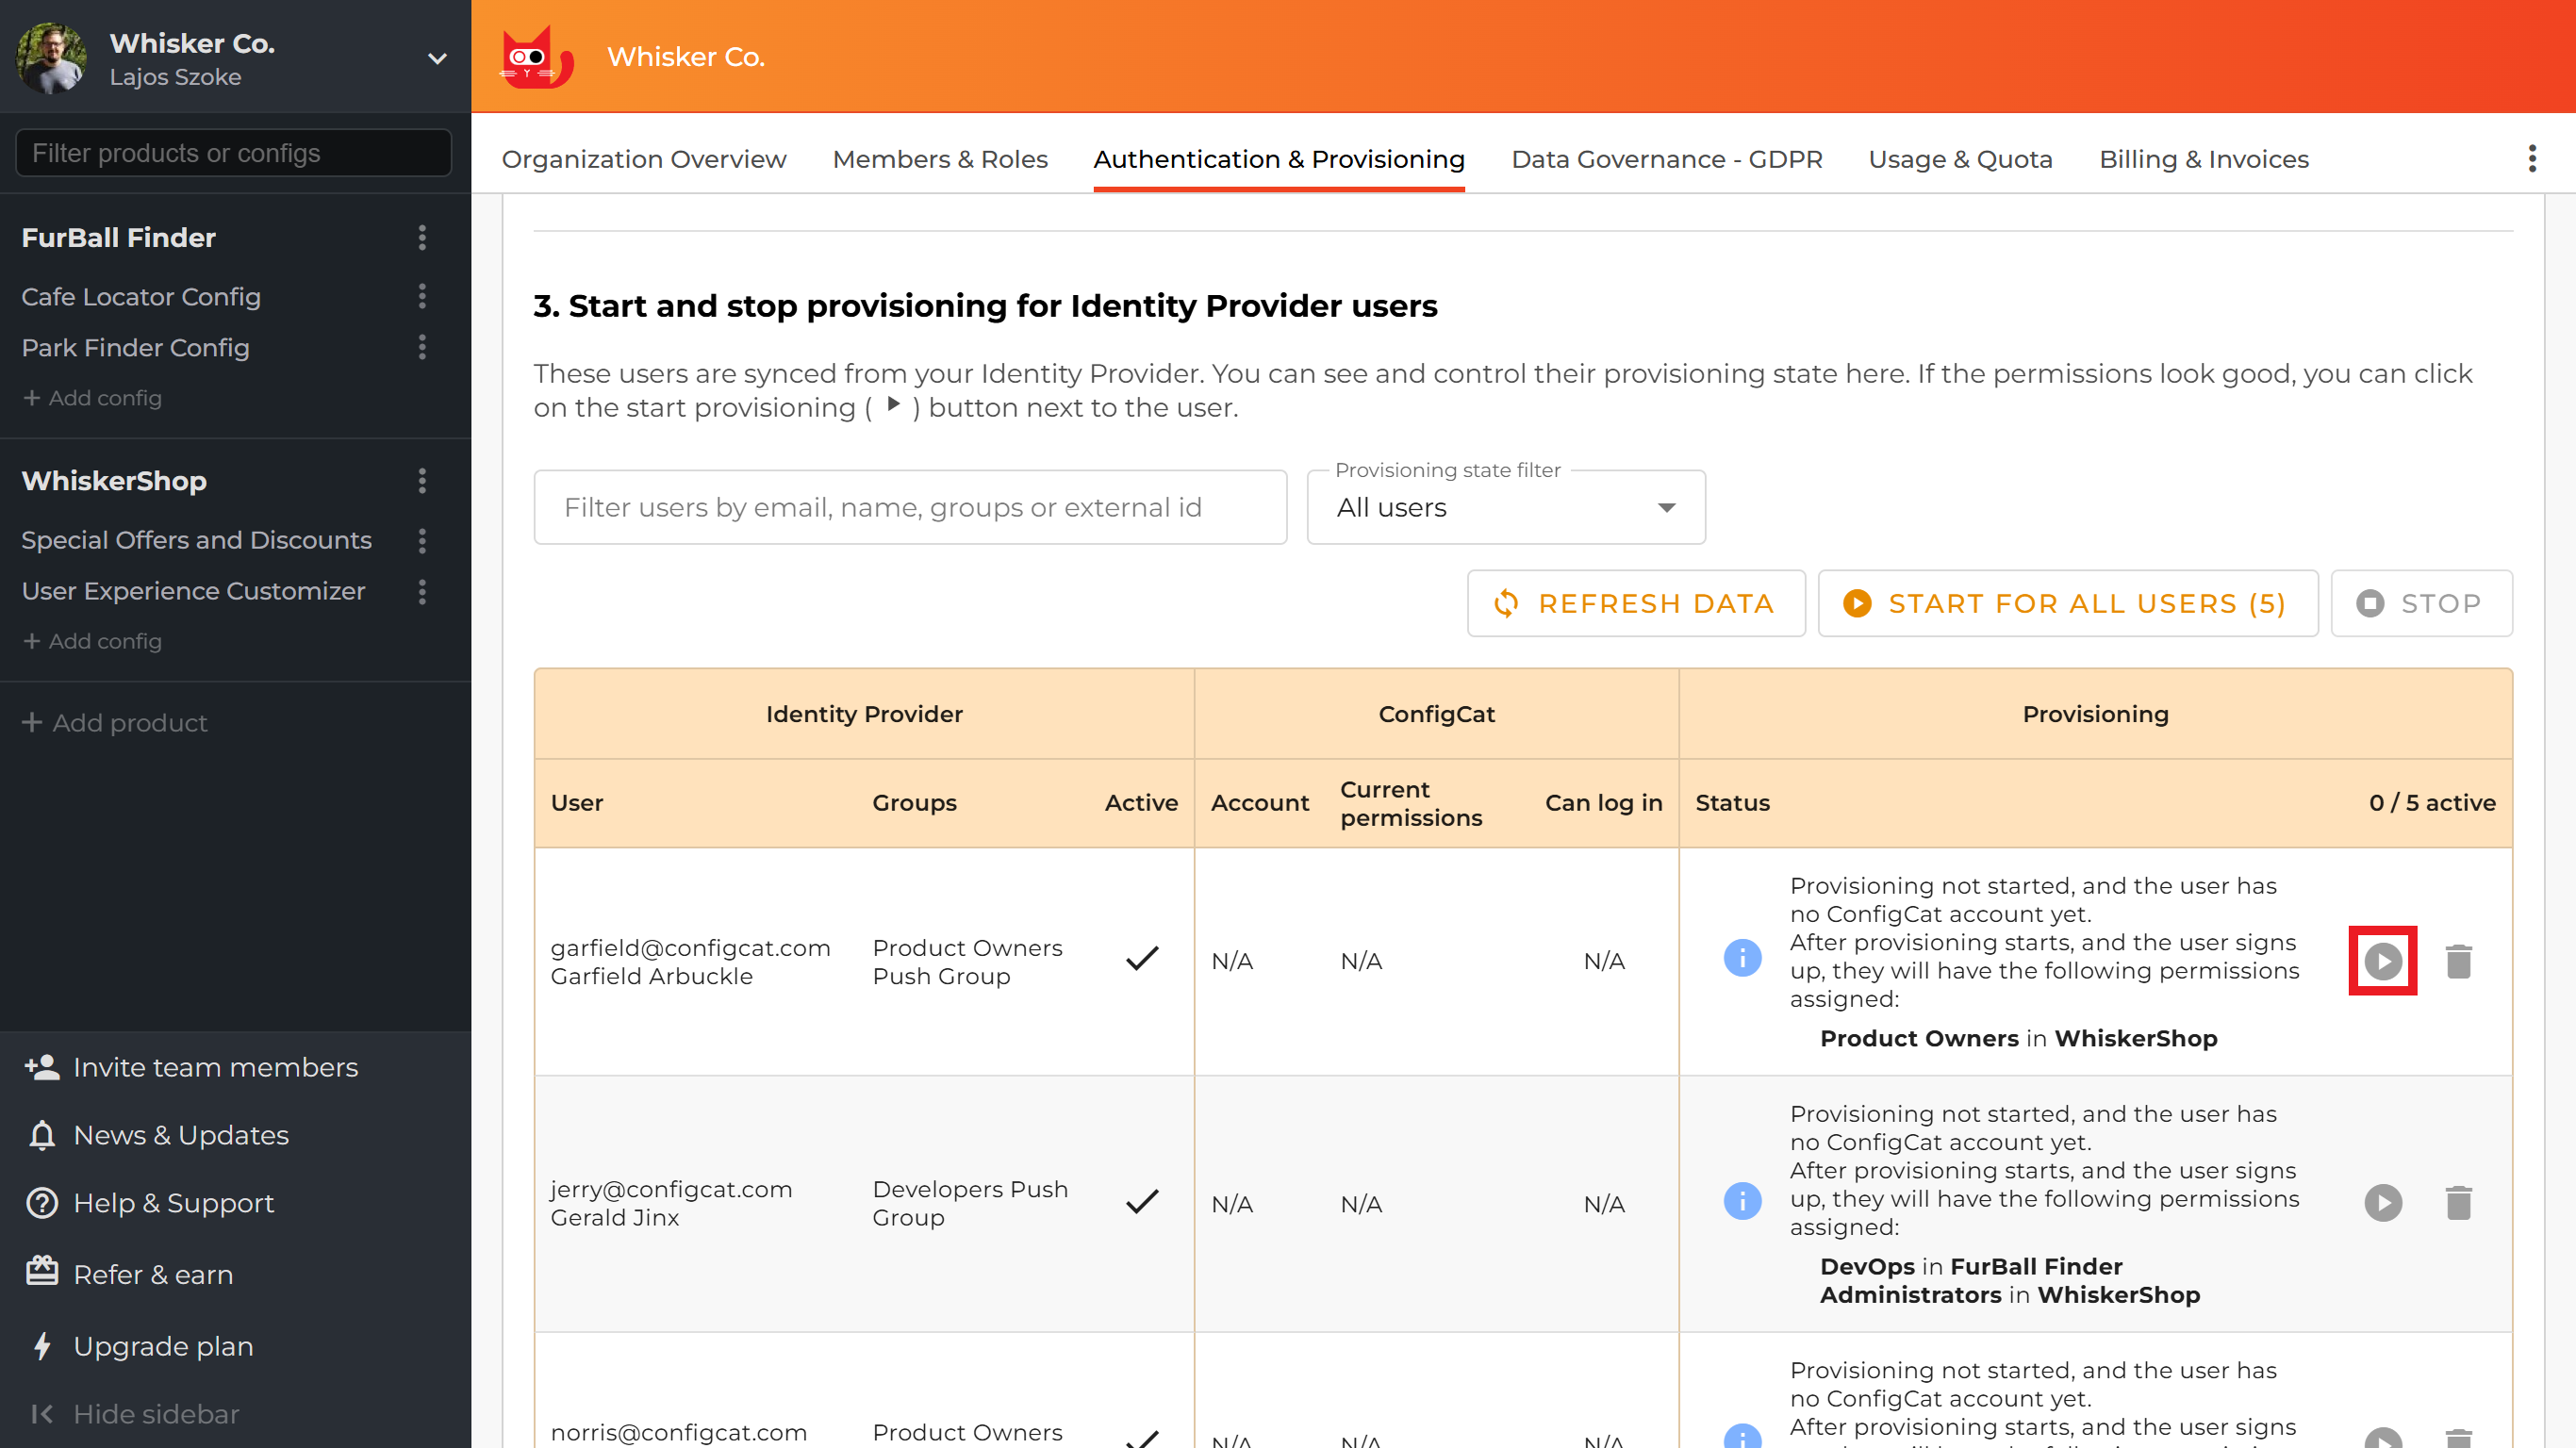 Whisker Co.
Lajos Szoke
Filter products or configs
FurBall Finder
Cafe Locator Config
Park Finder Config
+ Add config
WhiskerShop
Special Offers and Discounts
User Experience Customizer
+ Add config
+ Add product
Invite team members
News & Updates
Help & Support
Refer & earn
Upgrade plan
Hide sidebar
Whisker Co.
Organization Overview
Members & Roles
Authentication & Provisioning
Data Governance - GDPR
Usage & Quota
Billing & Invoices
3. Start and stop provisioning for Identity Provider users
These users are synced from your Identity Provider. You can see and control their provisioning state here. If the permissions look good, you can click
on the start provisioning ( ) button next to the user.
Filter users by email, name, groups or external id
Provisioning state filter
All users
REFRESH DATA
START FOR ALL USERS (5)
STOP
Identity Provider
ConfigCat
Provisioning
User
Groups
Active
Account
Current
permissions
Can log in
Status
0 / 5 active
garfield@configcat.com
Garfield Arbuckle
Product Owners
Push Group
N/A
N/A
N/A
Provisioning not started, and the user has
no ConfigCat account yet.
After provisioning starts, and the user signs
up, they will have the following permissions
assigned:
Product Owners in WhiskerShop
jerry@configcat.com
Gerald Jinx
Developers Push
Group
N/A
N/A
N/A
Provisioning not started, and the user has
no ConfigCat account yet.
After provisioning starts, and the user signs
up, they will have the following permissions
assigned:
DevOps in FurBall Finder
Administrators in WhiskerShop
norris@configcat.com
Product Owners
N/A
N/A
N/A
Provisioning not started, and the user has
no ConfigCat account yet.
After provisioning starts, and the user signs